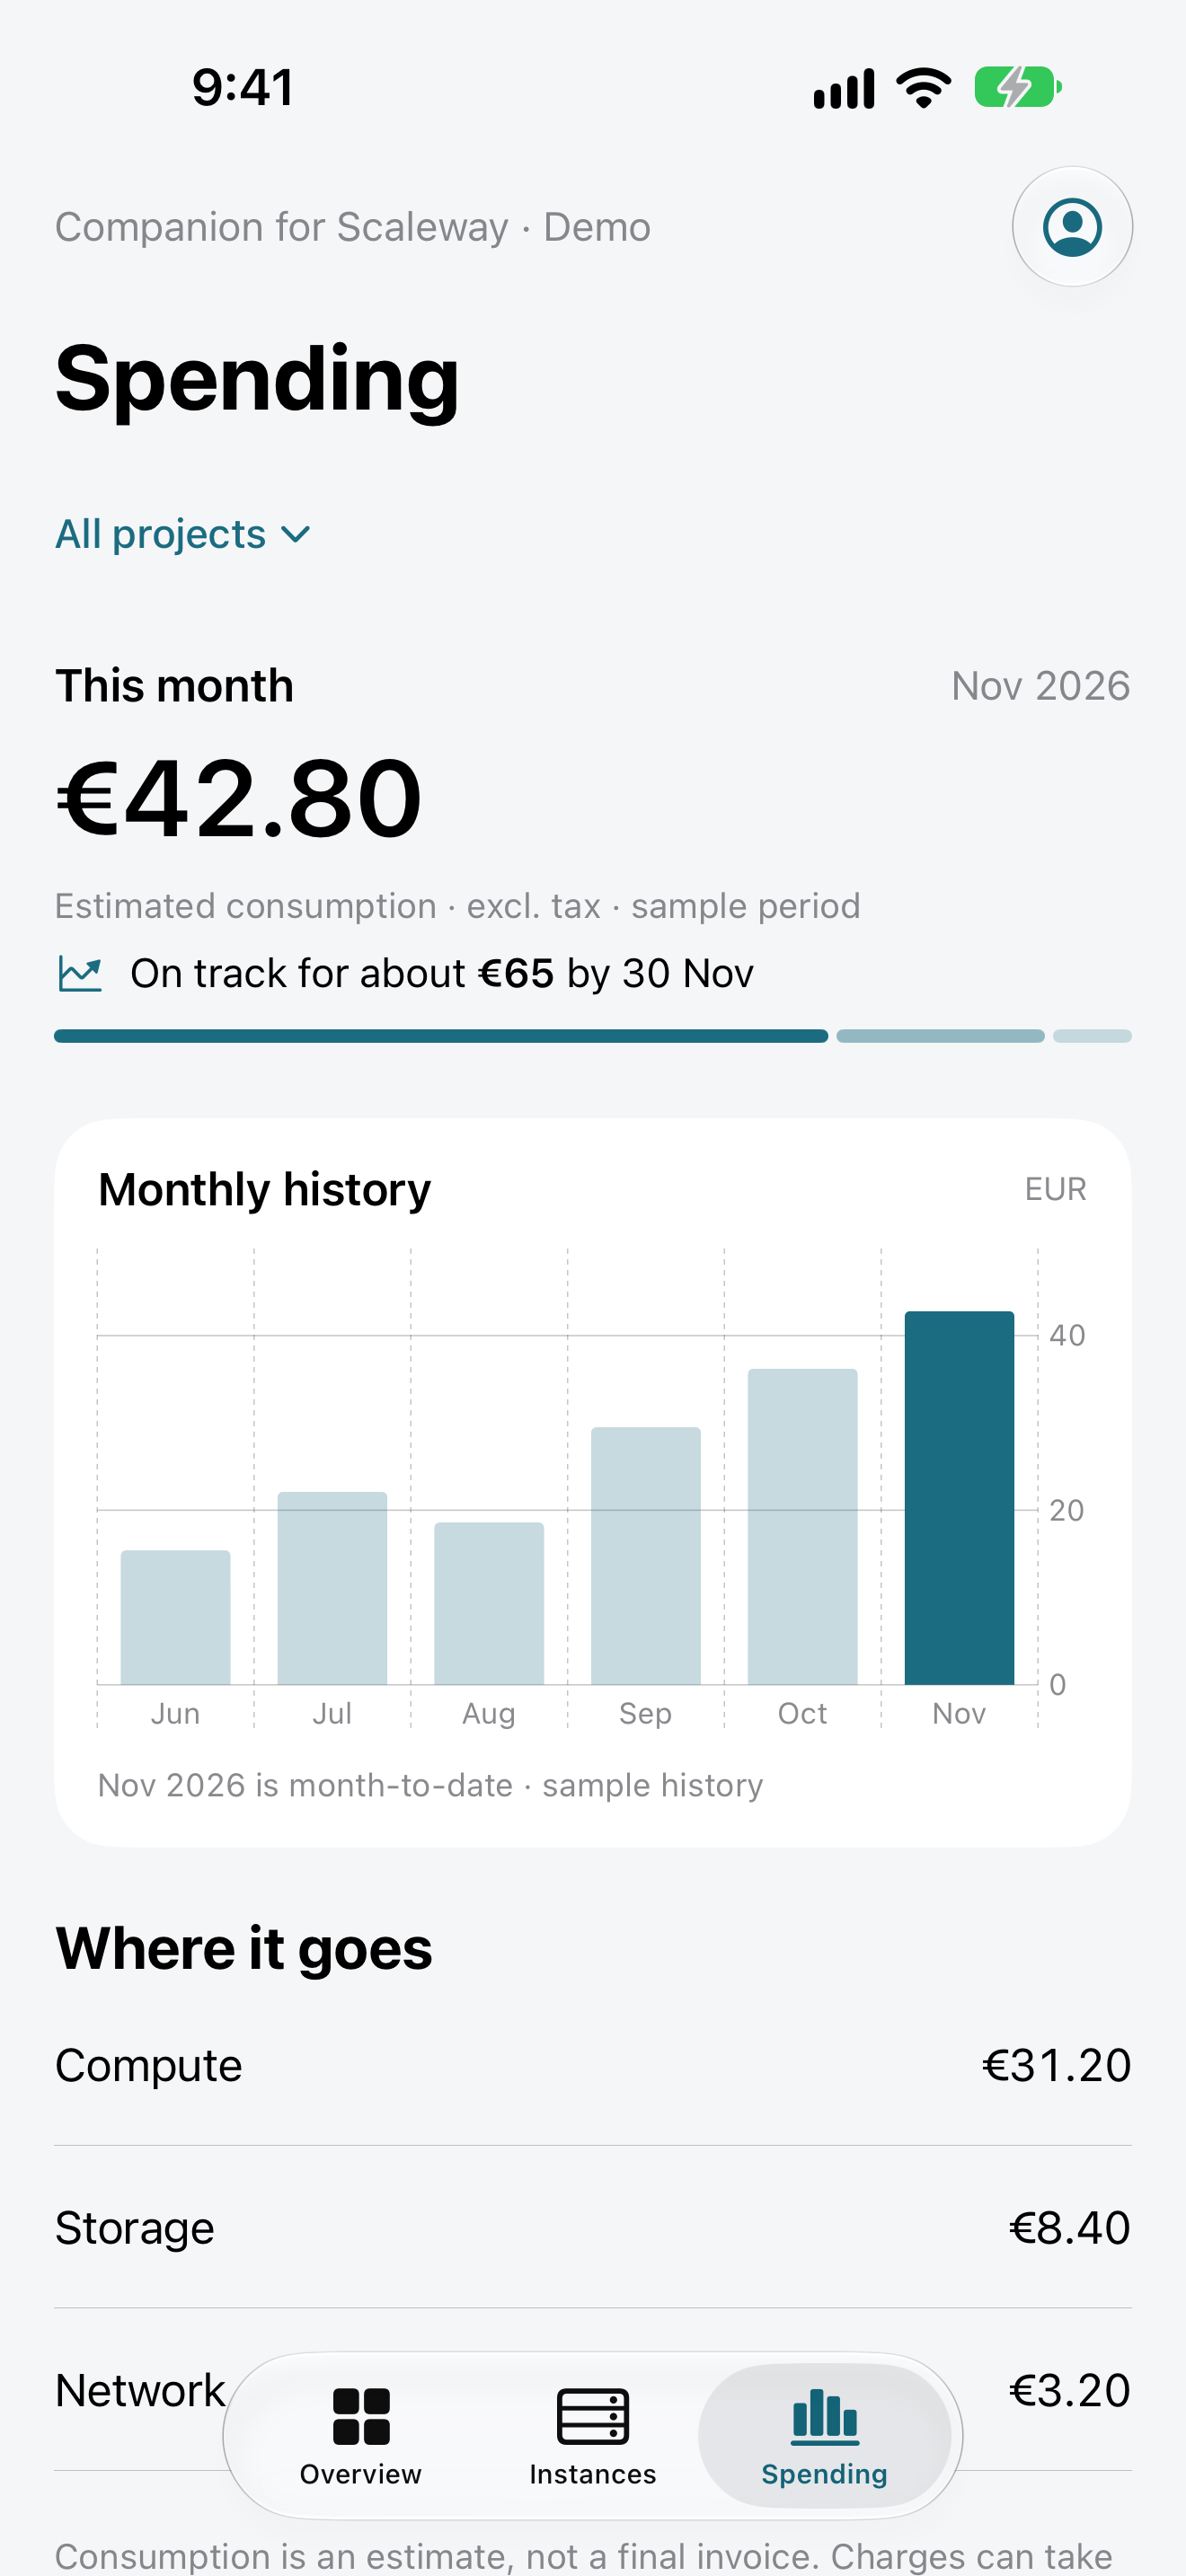 9:41
Companion for Scaleway · Demo
Spending
All projects
This month
Nov 2026
€42.80
Estimated consumption · excl. tax · sample period
On track for about €65 by 30 Nov
Monthly history
EUR
40
20
0
Jun
Jul
Aug
Sep
Oct
Nov
Nov 2026 is month-to-date · sample history
Where it goes
Compute
€31.20
Storage
€8.40
Network
€3.20
Overview
Instances
Spending
Consumption is an estimate, not a final invoice. Charges can take